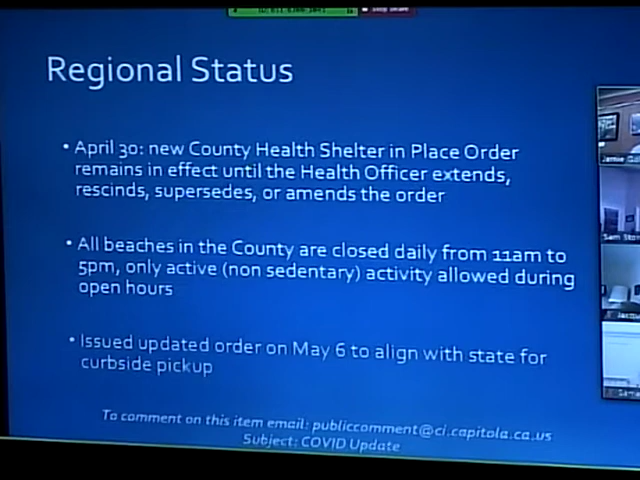 Regional Status
• April 30: new County Health Shelter in Place Order
remains in effect until the Health Officer extends,
rescinds, supersedes, or amends the order
• All beaches in the County are closed daily from 11am to
5pm, only active (non sedentary) activity allowed during
open hours
• Issued updated order on May 6 to align with state for
curbside pickup
To comment on this item email: publiccomment@ci.capitola.ca.us
Subject: COVID Update
Jamie
Sam